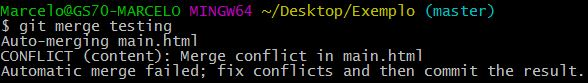 Marcelo@GS70-MARCELO MINGW64 ~/Desktop/Exemplo (master)
$ git merge testing
Auto-merging main.html
CONFLICT (content): Merge conflict in main.html
Automatic merge failed; fix conflicts and then commit the result.